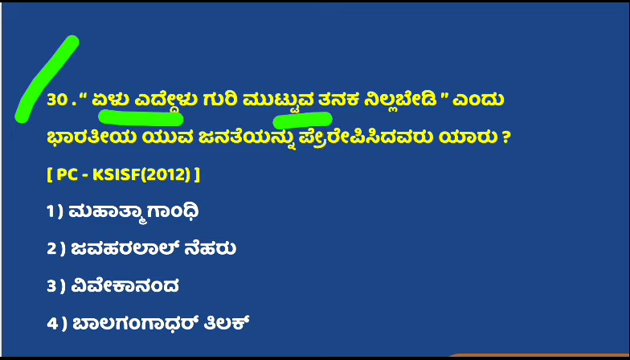 30 . “ ಏಳು ಎದ್ದೇಳು ಗುರಿ ಮುಟ್ಟುವ ತನಕ ನಿಲ್ಲಬೇಡಿ ” ಎಂದು
ಭಾರತೀಯ ಯುವ ಜನತೆಯನ್ನು ಪ್ರೇರೇಪಿಸಿದವರು ಯಾರು ?
[ PC - KSISF(2012) ]
1 ) ಮಹಾತ್ಮಾ ಗಾಂಧಿ
2 ) ಜವಹರಲಾಲ್ ನೆಹರು
3 ) ವಿವೇಕಾನಂದ
4 ) ಬಾಲಗಂಗಾಧರ್ ತಿಲಕ್